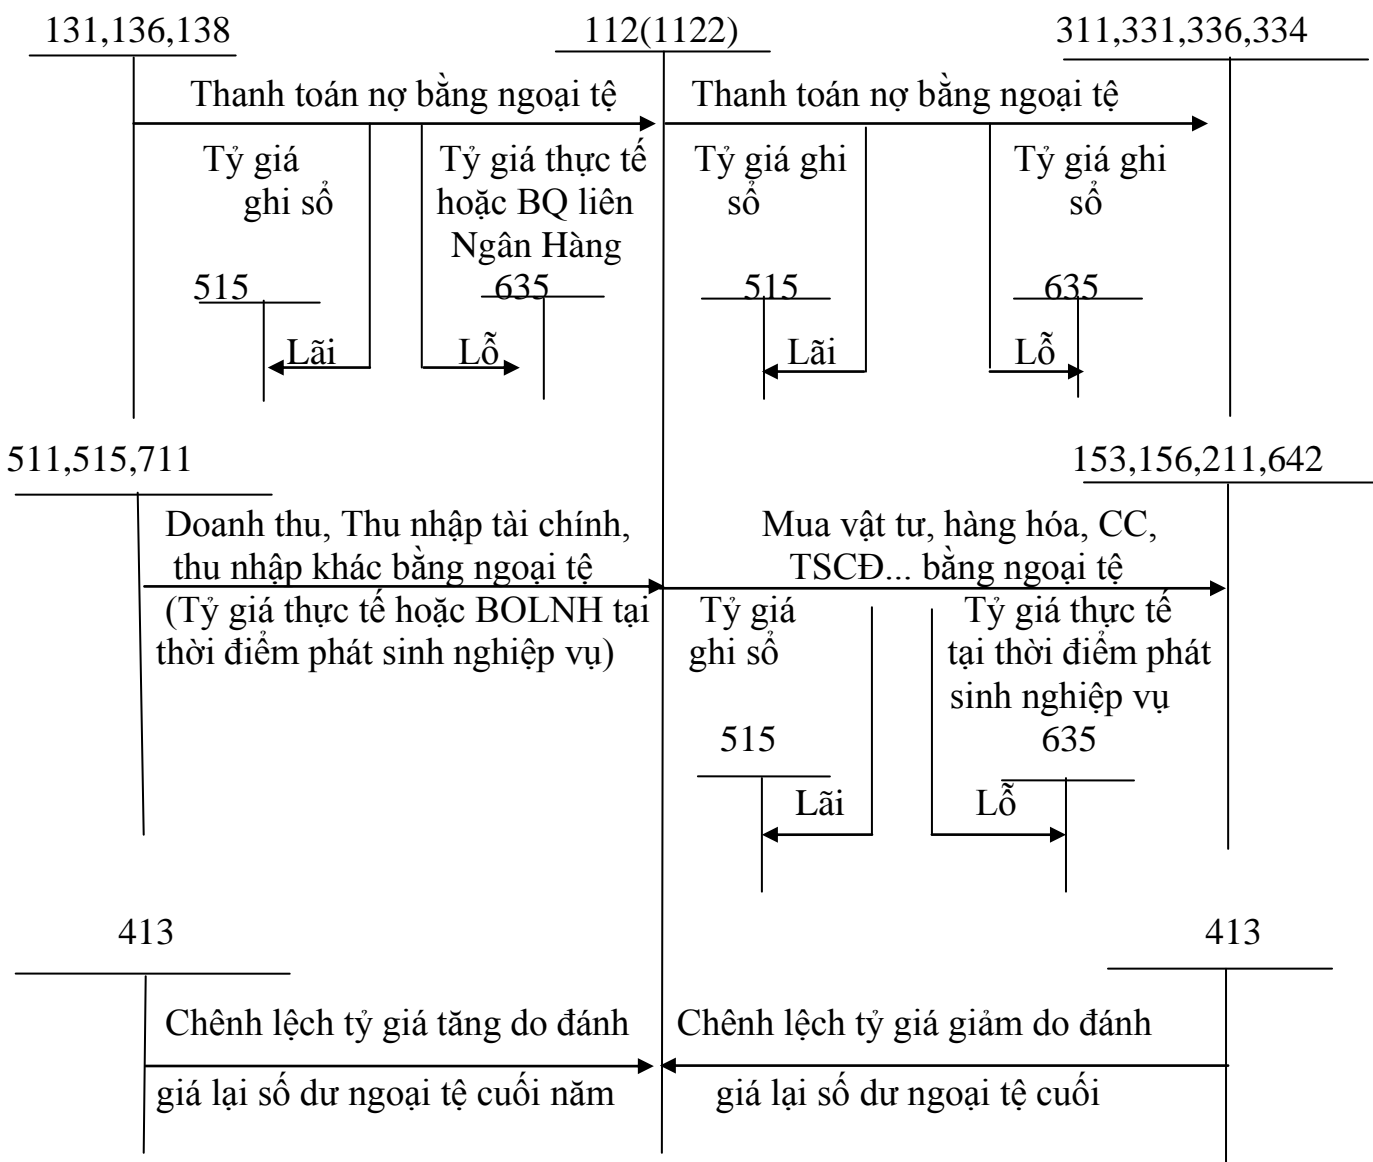 131,136,138
112(1122)
311,331,336,334
Thanh toán nợ bằng ngoại tệ
Thanh toán nợ bằng ngoại tệ
Tỷ giá
ghi sổ
Tỷ giá thực tế
hoặc BQ liên
Ngân Hàng
Tỷ giá ghi
sổ
Tỷ giá ghi
sổ
515
635
515
635
Lãi
Lỗ
Lãi
Lỗ
511,515,711
153,156,211,642
Doanh thu, Thu nhập tài chính,
thu nhập khác bằng ngoại tệ
(Tỷ giá thực tế hoặc BOLNH tại
thời điểm phát sinh nghiệp vụ)
Mua vật tư, hàng hóa, CC,
TSCĐ... bằng ngoại tệ
Tỷ giá
ghi sổ
Tỷ giá thực tế
tại thời điểm phát
sinh nghiệp vụ
515
635
Lãi
Lỗ
413
413
Chênh lệch tỷ giá tăng do đánh
giá lại số dư ngoại tệ cuối năm
Chênh lệch tỷ giá giảm do đánh
giá lại số dư ngoại tệ cuối